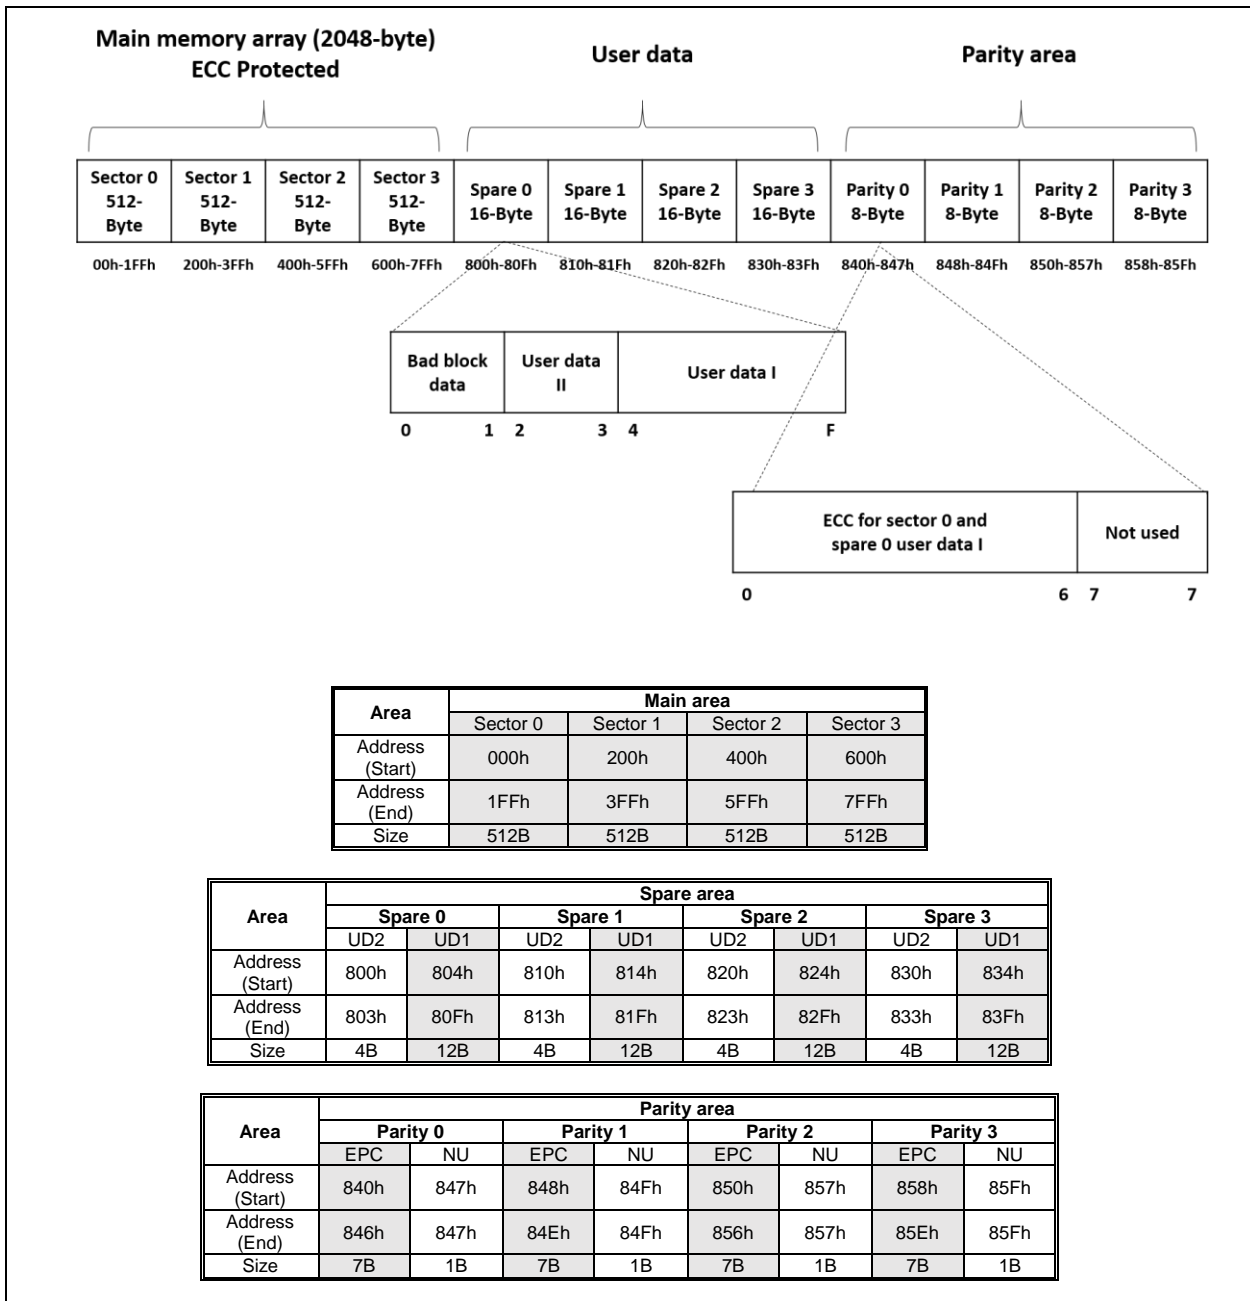 Main memory array (2048-byte)
ECC Protected
User data
Parity area
Sector 0
512-
Byte
Sector 1
512-
Byte
Sector 2
512-
Byte
Sector 3
512-
Byte
Spare 0
16-Byte
Spare 1
16-Byte
Spare 2
16-Byte
Spare 3
16-Byte
Parity 0
8-Byte
Parity 1
8-Byte
Parity 2
8-Byte
Parity 3
8-Byte
00h-1FFh 200h-3FFh 400h-5FFh 600h-7FFh 800h-80Fh 810h-81Fh 820h-82Fh 830h-83Fh 840h-847h 848h-84Fh 850h-857h 858h-85Fh
Bad block
data
User data
II
User data I
0 1 2 3 4 F
ECC for sector 0 and
spare 0 user data I
Not used
0 6 7 7
Area
Main area
Sector 0 Sector 1 Sector 2 Sector 3
Address
(Start)
000h 200h 400h 600h
Address
(End)
1FFh 3FFh 5FFh 7FFh
Size 512B 512B 512B 512B
Area
Spare area
Spare 0 Spare 1 Spare 2 Spare 3
UD2 UD1 UD2 UD1 UD2 UD1 UD2 UD1
Address
(Start)
800h 804h 810h 814h 820h 824h 830h 834h
Address
(End)
803h 80Fh 813h 81Fh 823h 82Fh 833h 83Fh
Size 4B 12B 4B 12B 4B 12B 4B 12B
Area
Parity area
Parity 0 Parity 1 Parity 2 Parity 3
EPC NU EPC NU EPC NU EPC NU
Address
(Start)
840h 847h 848h 84Fh 850h 857h 858h 85Fh
Address
(End)
846h 847h 84Eh 84Fh 856h 857h 85Eh 85Fh
Size 7B 1B 7B 1B 7B 1B 7B 1B